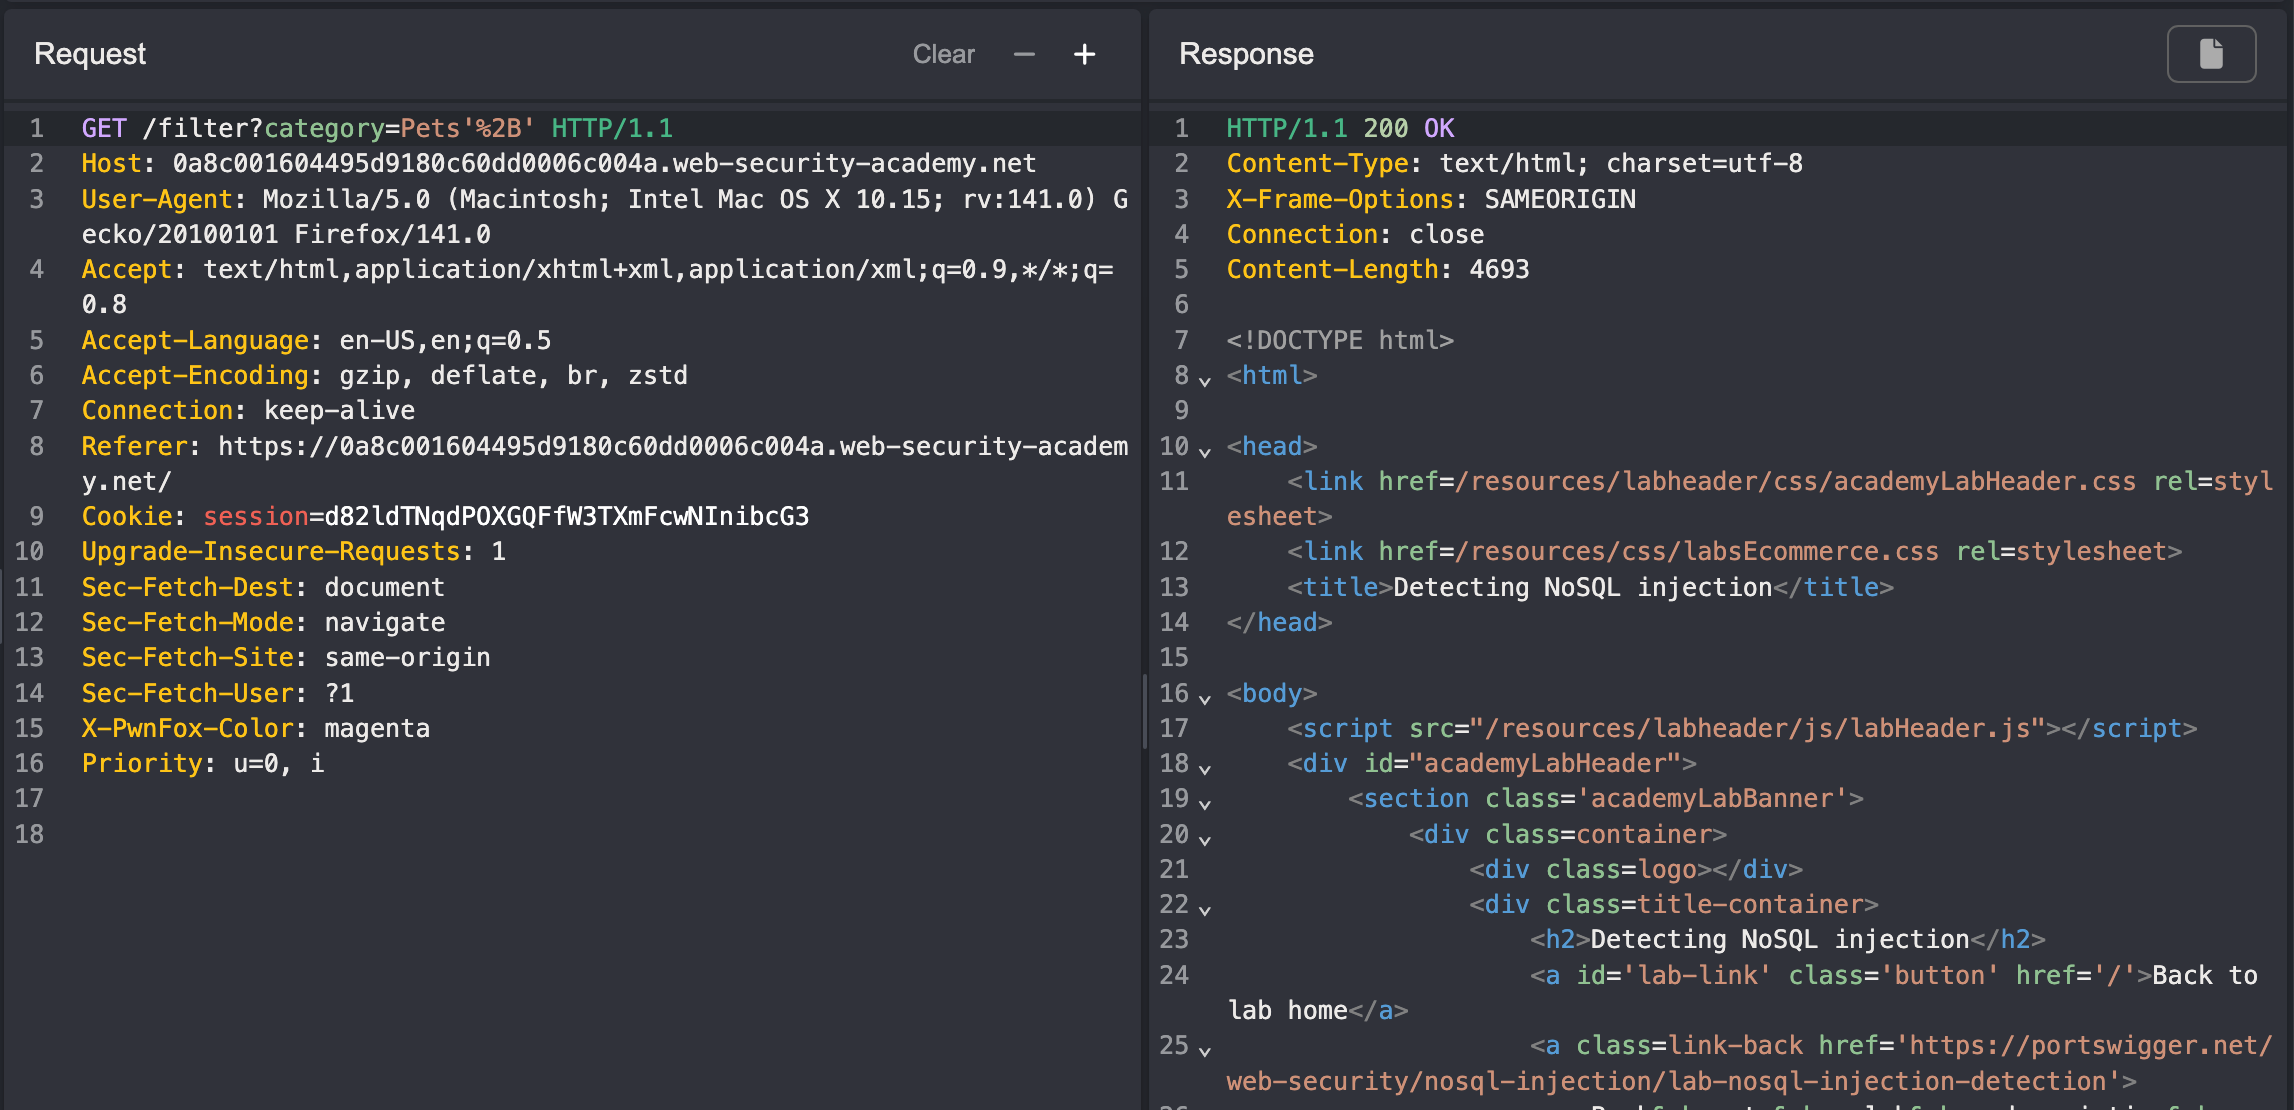 Request
Clear
1 GET /filter?category=Pets'%2B' HTTP/1.1
2 Host: 0a8c001604495d9180c60dd0006c004a.web-security-academy.net
3 User-Agent: Mozilla/5.0 (Macintosh; Intel Mac OS X 10.15; rv:141.0) G
ecko/20100101 Firefox/141.0
4 Accept: text/html,application/xhtml+xml,application/xml;q=0.9,*/*;q=
0.8
5 Accept-Language: en-US,en;q=0.5
6 Accept-Encoding: gzip, deflate, br, zstd
7 Connection: keep-alive
8 Referer: https://0a8c001604495d9180c60dd0006c004a.web-security-academ
y.net/
9 Cookie: session=d82ldTNqdPOXGQFfW3TXmFcwNInibcG3
10 Upgrade-Insecure-Requests: 1
11 Sec-Fetch-Dest: document
12 Sec-Fetch-Mode: navigate
13 Sec-Fetch-Site: same-origin
14 Sec-Fetch-User: ?1
15 X-PwnFox-Color: magenta
16 Priority: u=0, i
17
18
Response
1 HTTP/1.1 200 OK
2 Content-Type: text/html; charset=utf-8
3 X-Frame-Options: SAMEORIGIN
4 Connection: close
5 Content-Length: 4693
6
7 <!DOCTYPE html>
8 <html>
9
10 <head>
11 <link href=/resources/labheader/css/academyLabHeader.css rel=styl
esheet>
12 <link href=/resources/css/labsEcommerce.css rel=stylesheet>
13 <title>Detecting NoSQL injection</title>
14 </head>
15
16 <body>
17 <script src="/resources/labheader/js/labHeader.js"></script>
18 <div id="academyLabHeader">
19 <section class='academyLabBanner'>
20 <div class=container>
21 <div class=logo></div>
22 <div class=title-container>
23 <h2>Detecting NoSQL injection</h2>
24 <a id='lab-link' class='button' href='/'>Back to
lab home</a>
25 <a class=link-back href='https://portswigger.net/
web-security/nosql-injection/lab-nosql-injection-detection'>